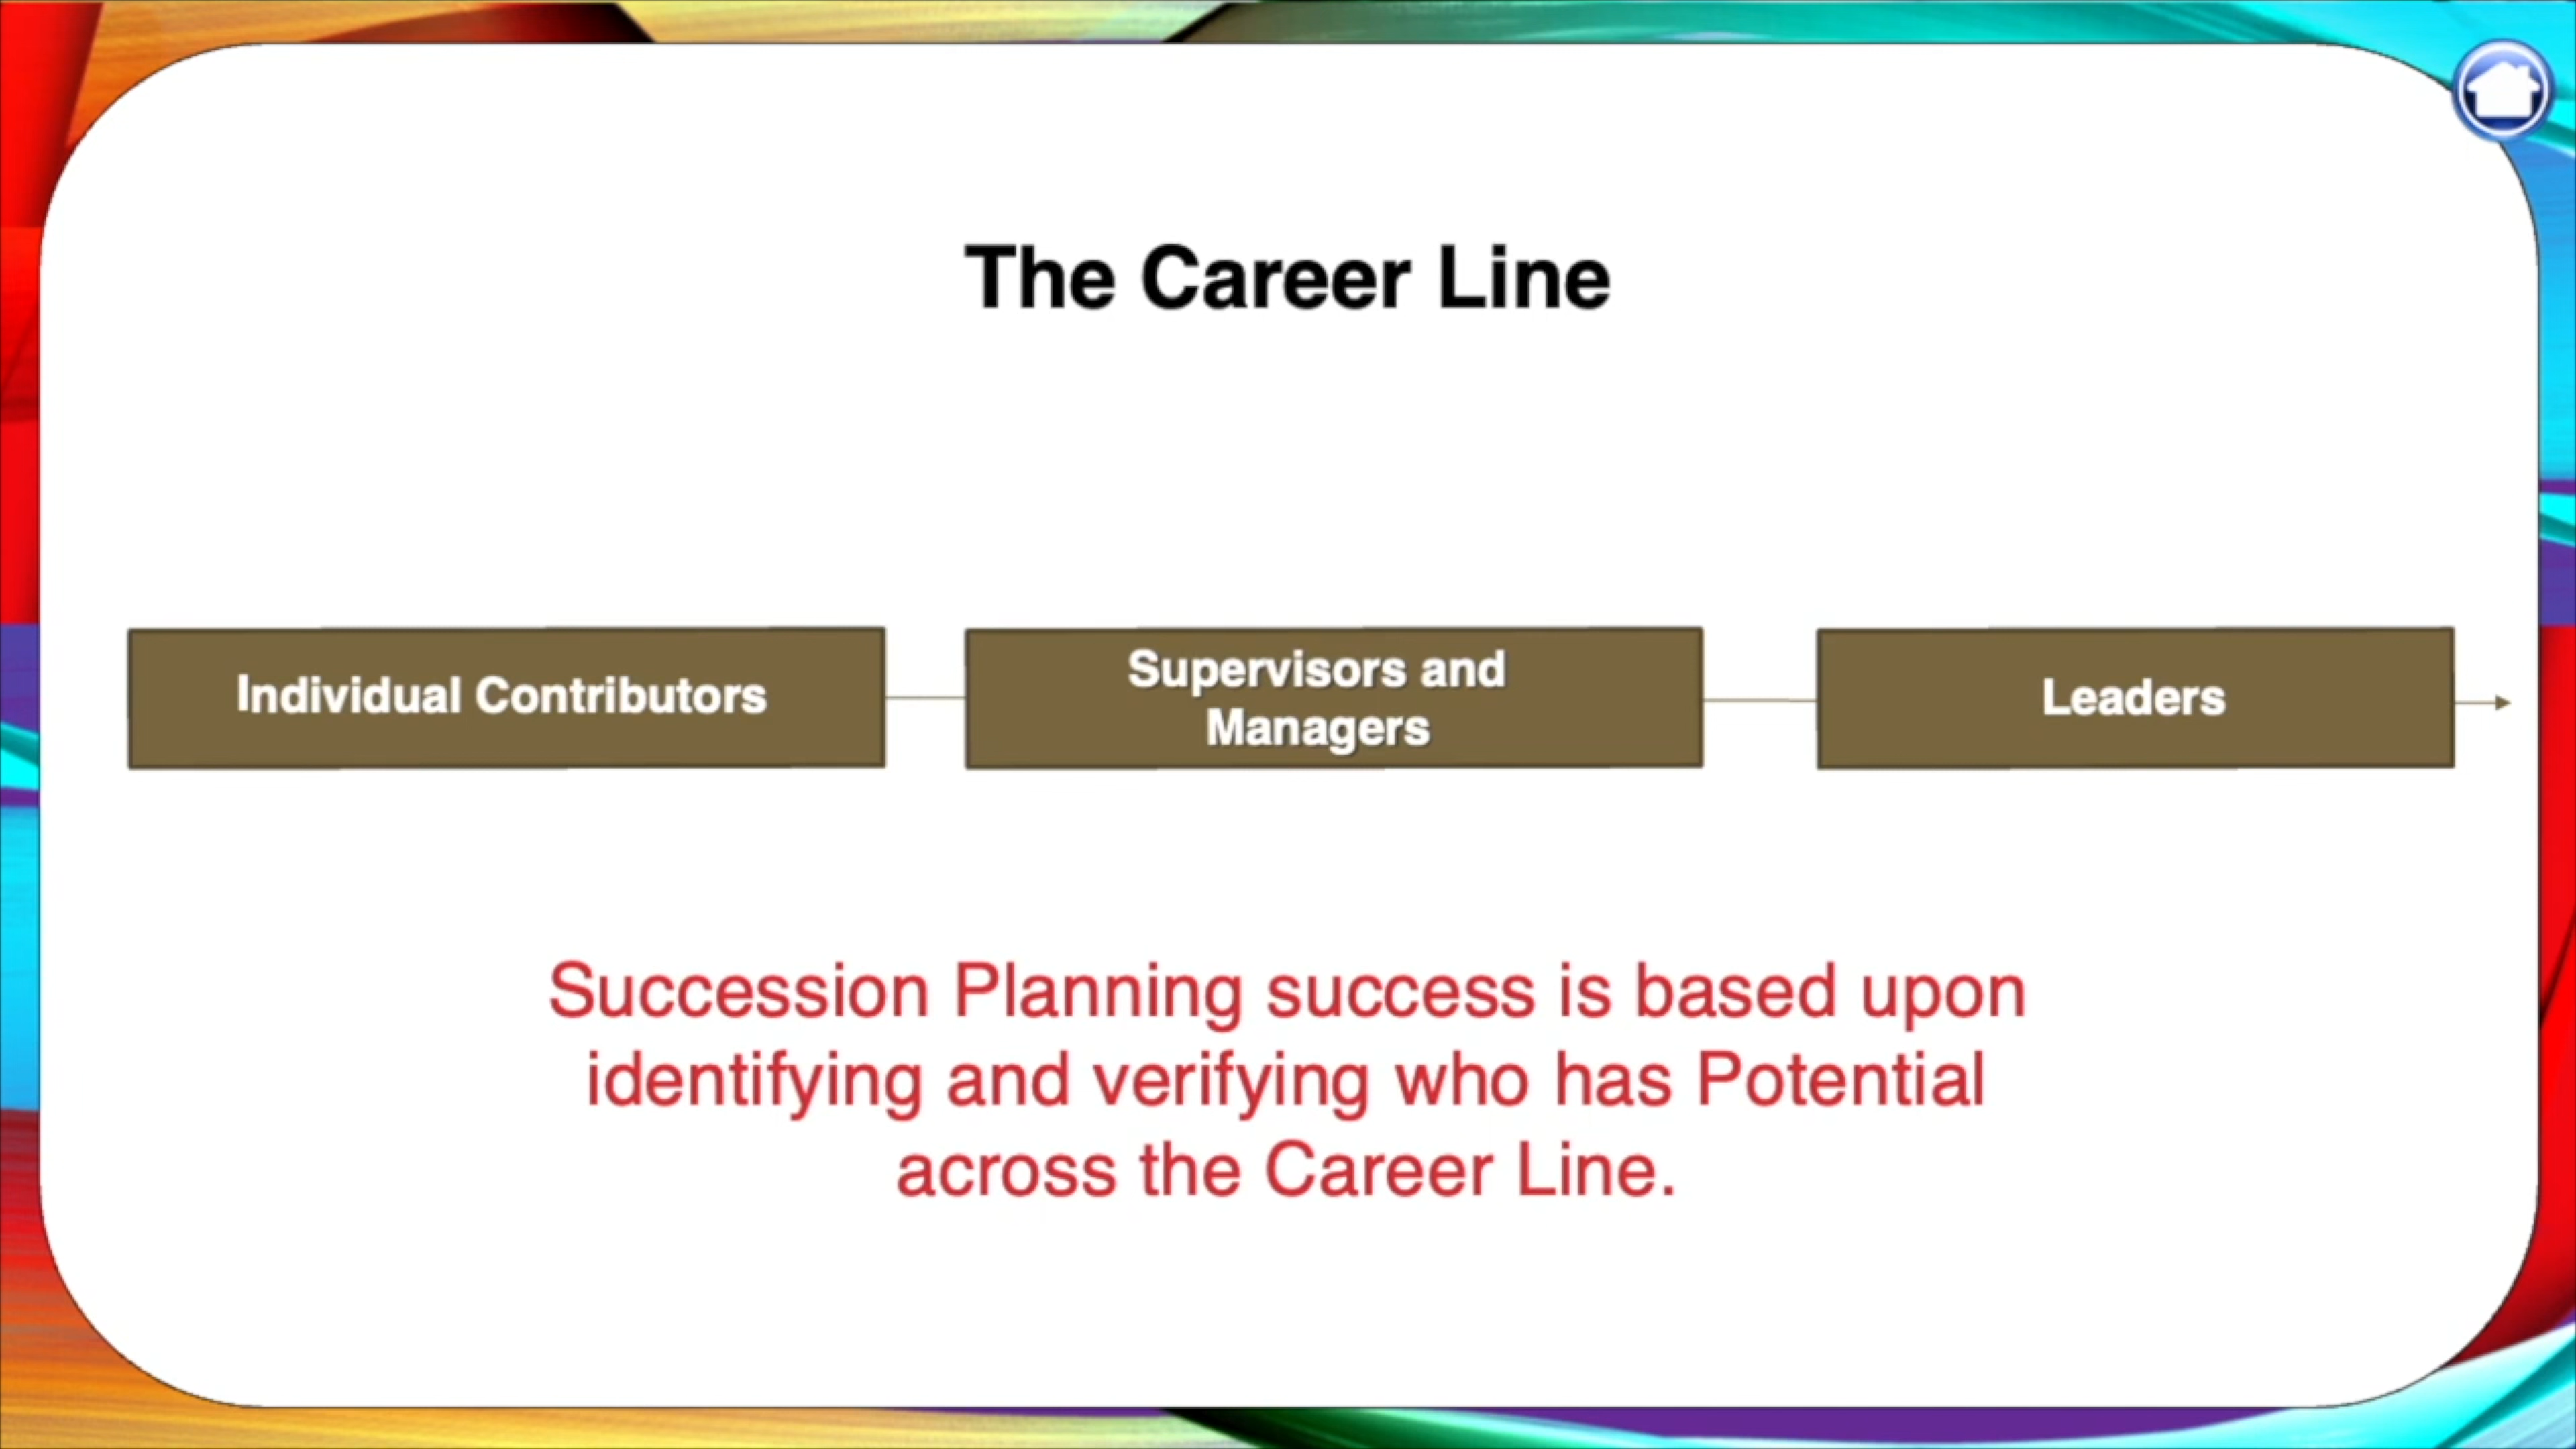 The Career Line
Individual Contributors
Supervisors and
Managers
Leaders
Succession Planning success is based upon
identifying and verifying who has Potential
across the Career Line.